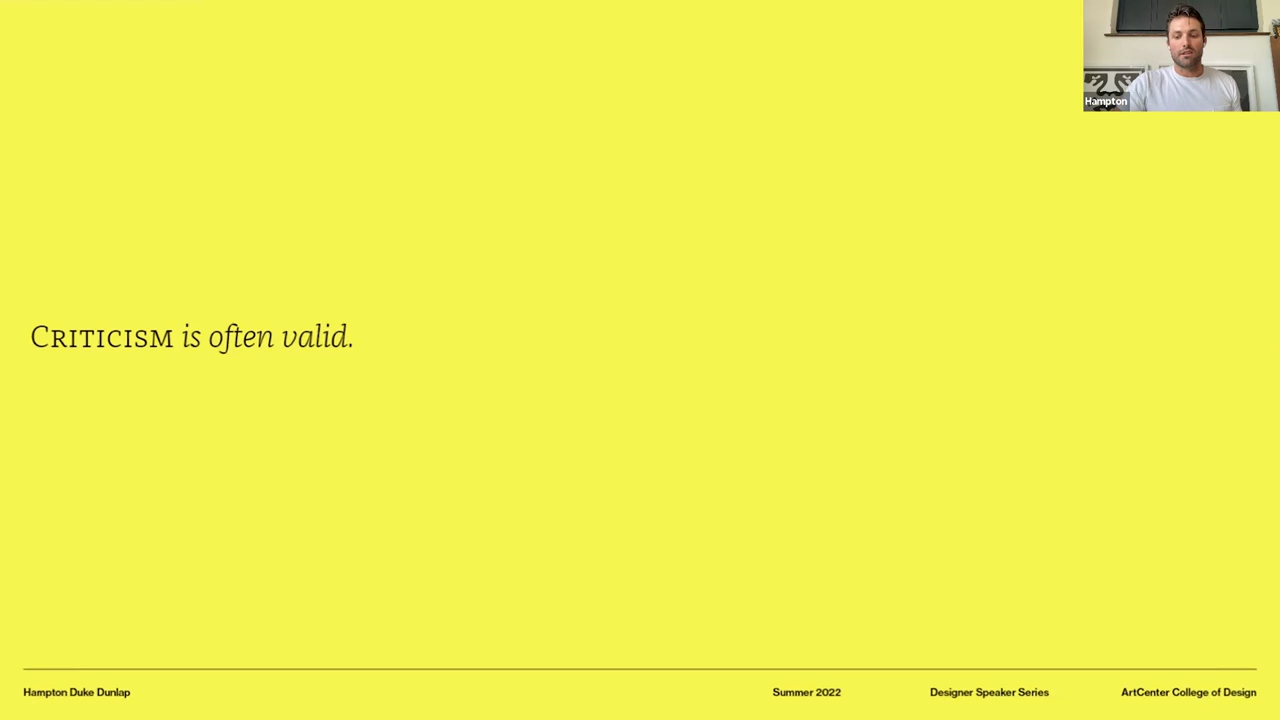 Hampton
CRITICISM is often valid.
Hampton Duke Dunlap
Summer 2022
Designer Speaker Series
ArtCenter College of Design